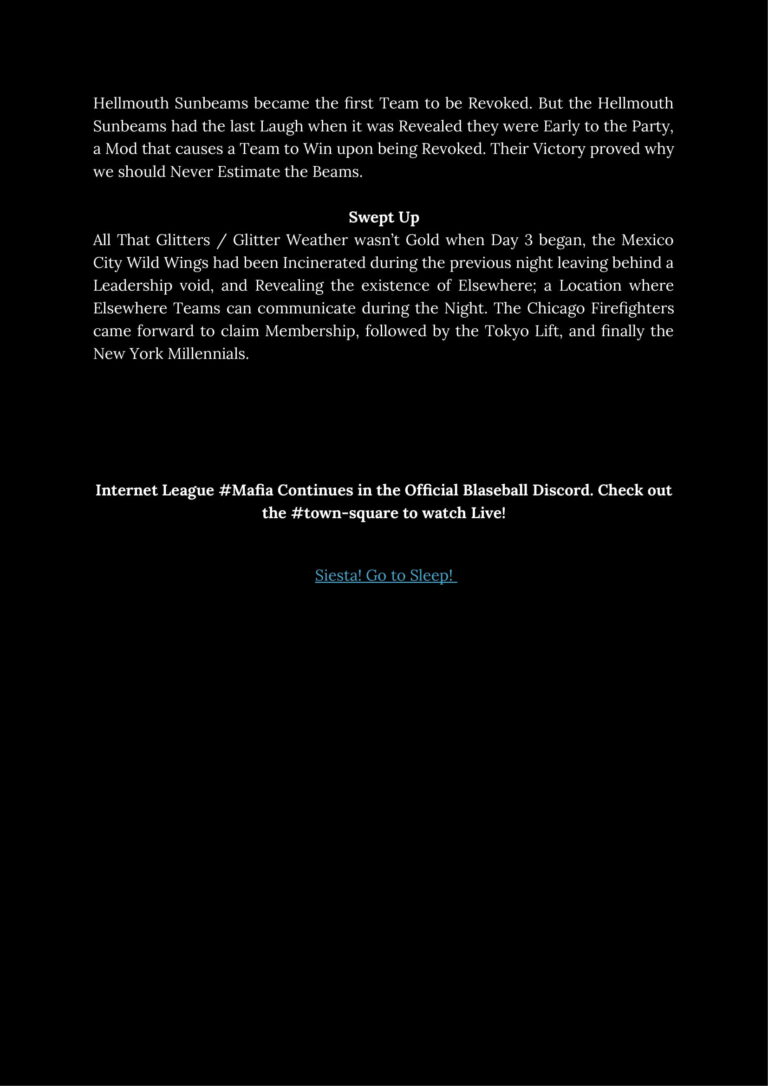 Hellmouth Sunbeams became the first Team to be Revoked. But the Hellmouth
Sunbeams had the last Laugh when it was Revealed they were Early to the Party,
a Mod that causes a Team to Win upon being Revoked. Their Victory proved why
we should Never Estimate the Beams.
Swept Up
All That Glitters / Glitter Weather wasn't Gold when Day 3 began, the Mexico
City Wild Wings had been Incinerated during the previous night leaving behind a
Leadership void, and Revealing the existence of Elsewhere; a Location where
Elsewhere Teams can communicate during the Night. The Chicago Firefighters
came forward to claim Membership, followed by the Tokyo Lift, and finally the
New York Millennials.
Internet League #Mafia Continues in the Official Blaseball Discord. Check out
the #town-square to watch Live!
Siesta! Go to Sleep!